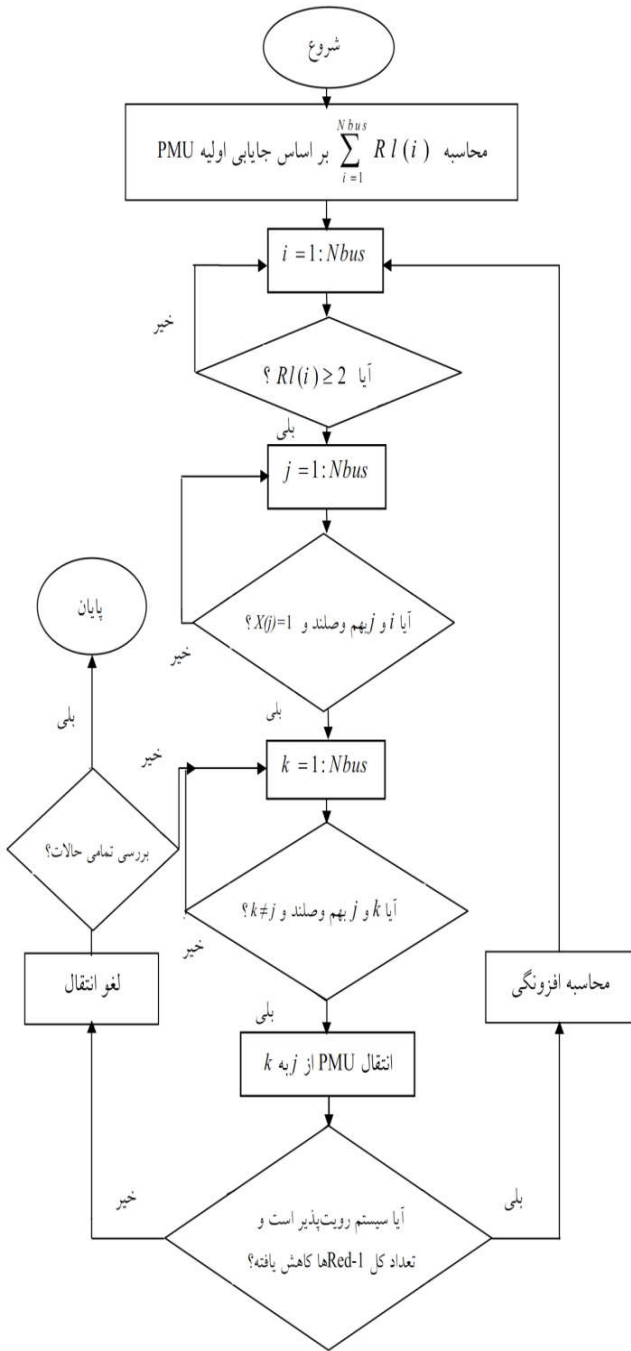 شروع
محاسبه $\sum_{i=1}^{Nbus} Rl(i)$ بر اساس جایابی اولیه PMU
i =1: Nbus
خیر
آیا Rl(i) ≥ 2 ؟
بلی
j =1: Nbus
پایان
آیا i و j بهم وصلند و X(j)=1 ؟
خیر
بلی
بلی
خیر
k =1: Nbus
بررسی تمامی حالات؟
آیا k و j بهم وصلند و k≠j ؟
خیر
لغو انتقال
محاسبه افزونگی
بلی
انتقال PMU از j به k
خیر
بلی
آیا سیستم رویت‌پذیر است و
تعداد کل Red-1ها کاهش یافته؟